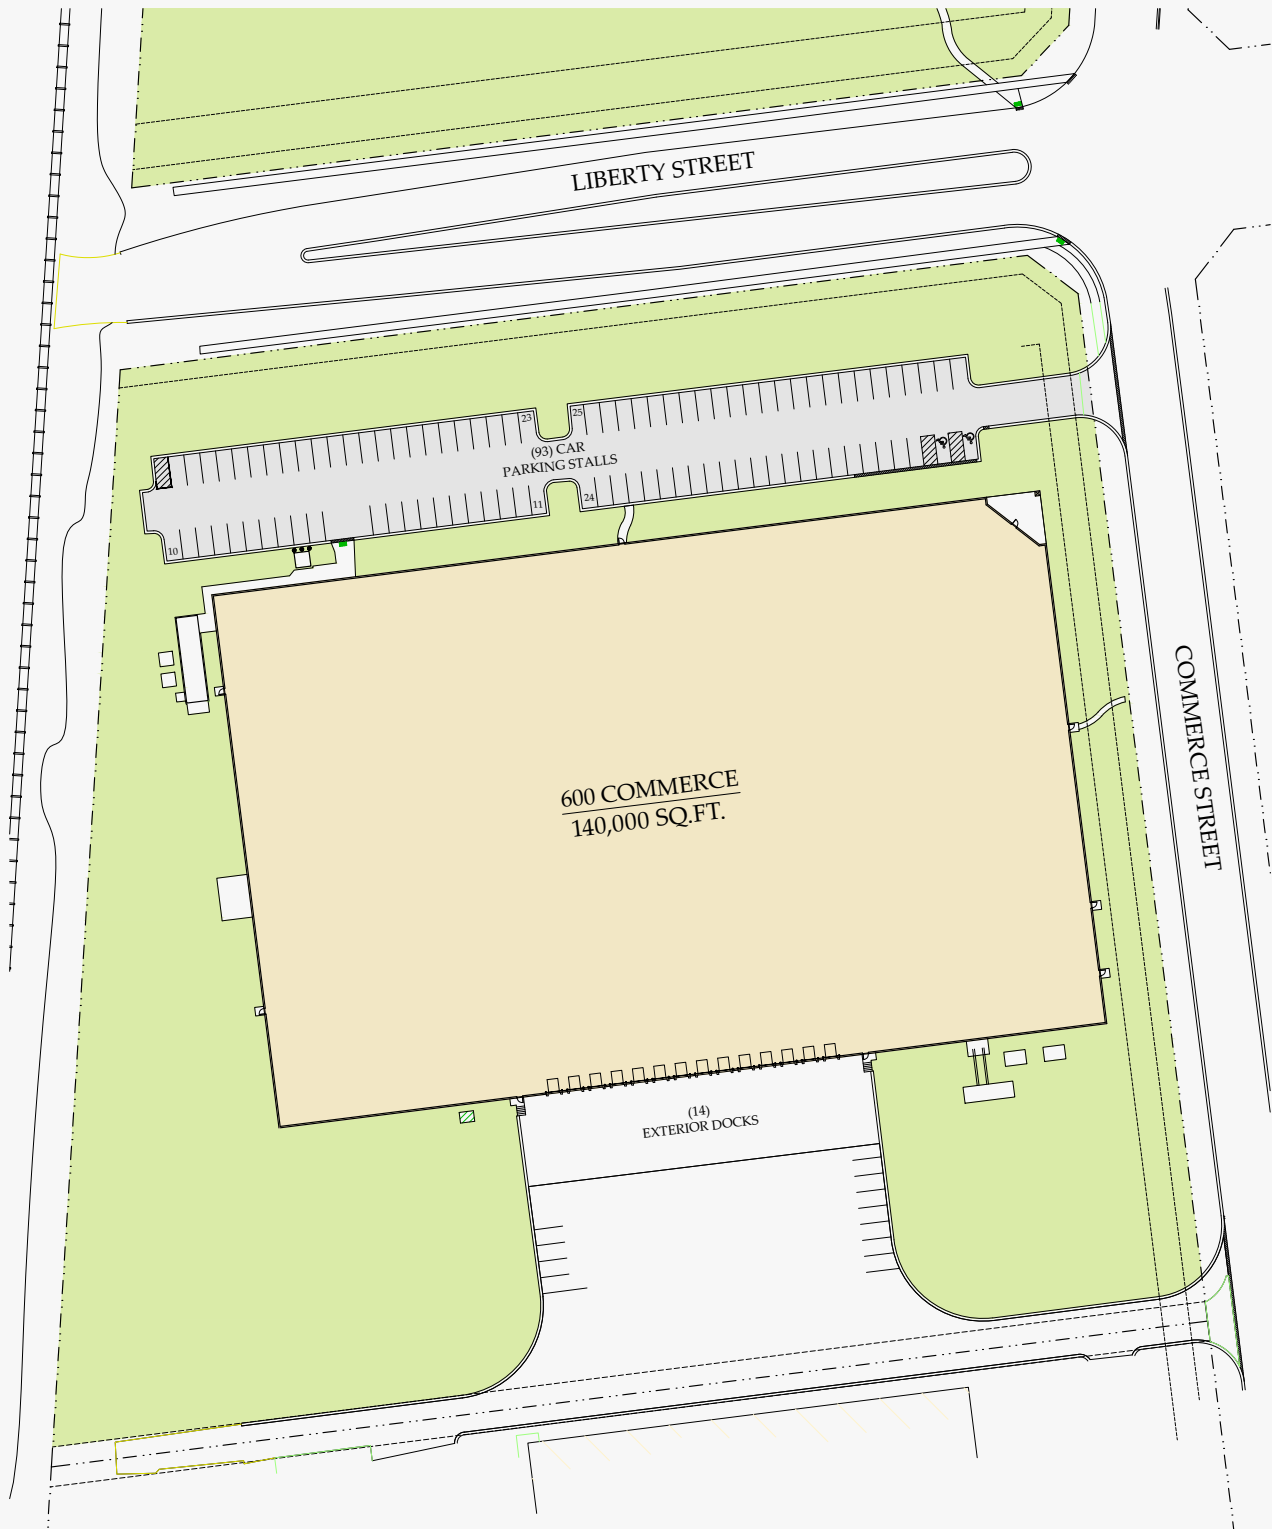 LIBERTY STREET
23
25
(93) CAR
PARKING STALLS
11
24
10
COMMERCE STREET
600 COMMERCE
140,000 SQ.FT.
(14)
EXTERIOR DOCKS